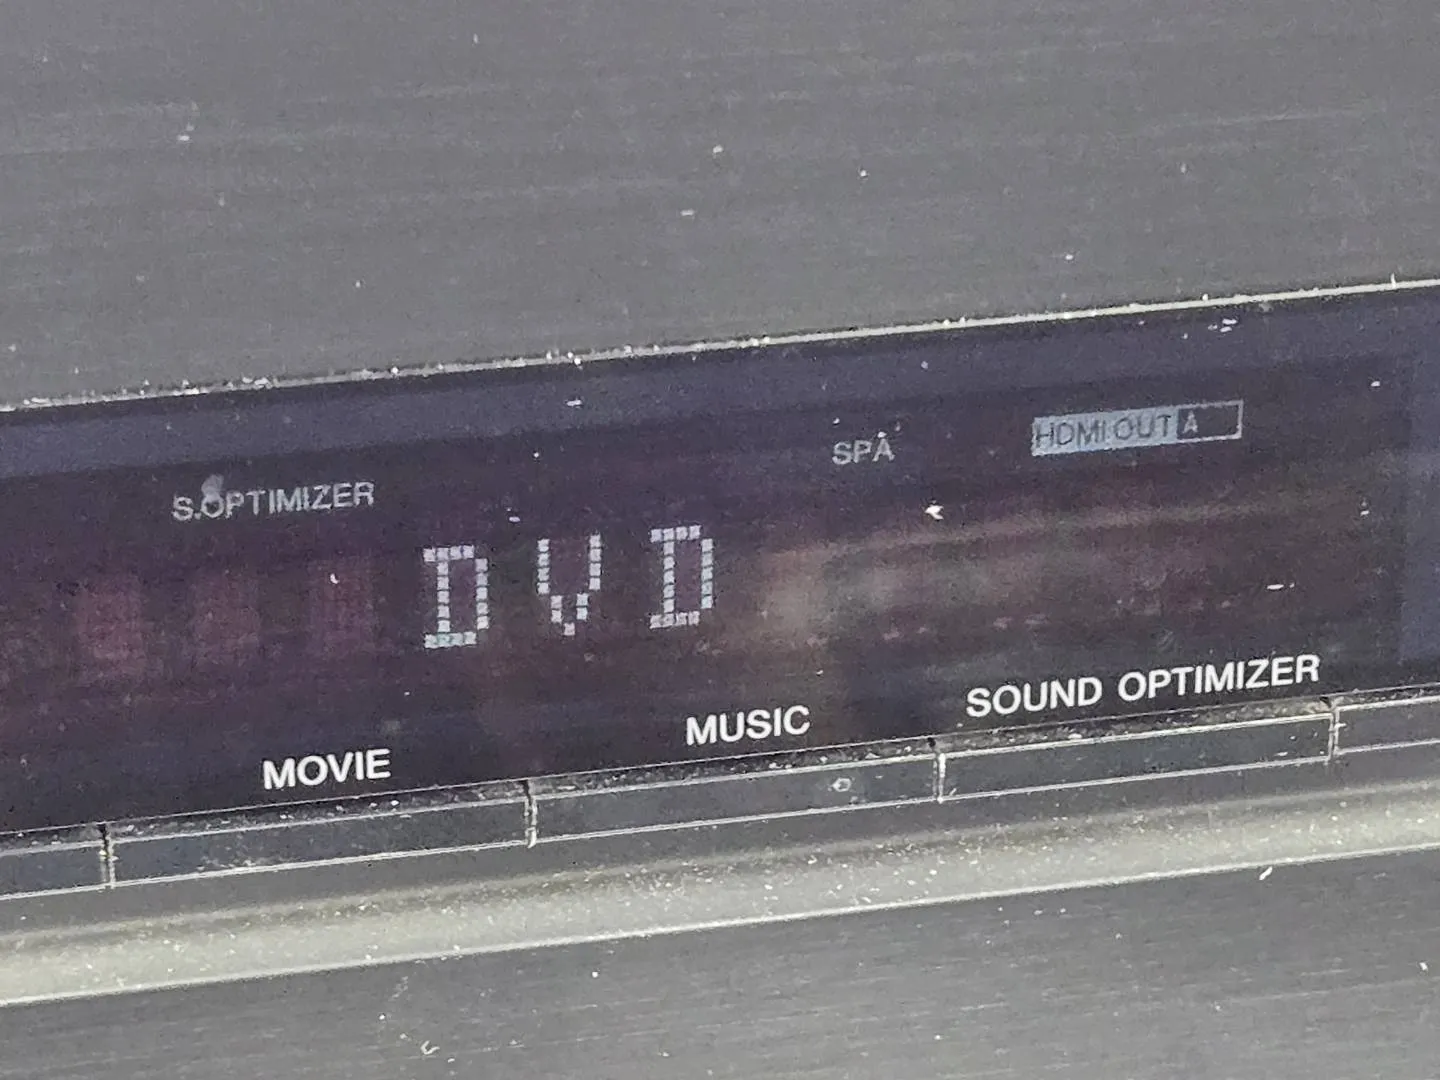 S.OPTIMIZER SPA HDMI OUT A
DVD
MOVIE MUSIC SOUND OPTIMIZER